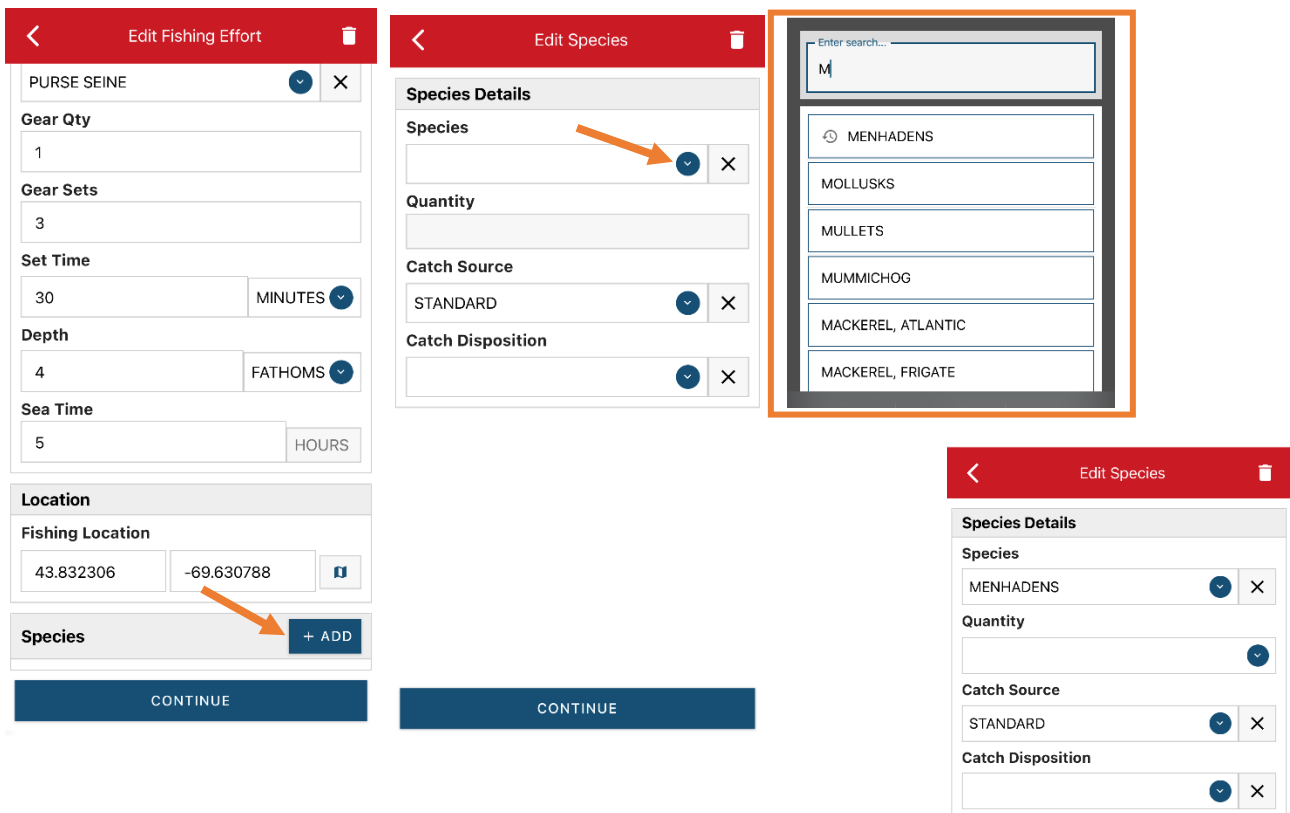 Edit Fishing Effort
PURSE SEINE
Gear Qty
1
Gear Sets
3
Set Time
30 MINUTES
Depth
4 FATHOMS
Sea Time
5 HOURS
Location
Fishing Location
43.832306 -69.630788
Species + ADD
CONTINUE
Edit Species
Species Details
Species
Quantity
Catch Source
STANDARD
Catch Disposition
CONTINUE
Enter search...
M
MENHADENS
MOLLUSKS
MULLETS
MUMMICHOG
MACKEREL, ATLANTIC
MACKEREL, FRIGATE
Edit Species
Species Details
Species
MENHADENS
Quantity
Catch Source
STANDARD
Catch Disposition